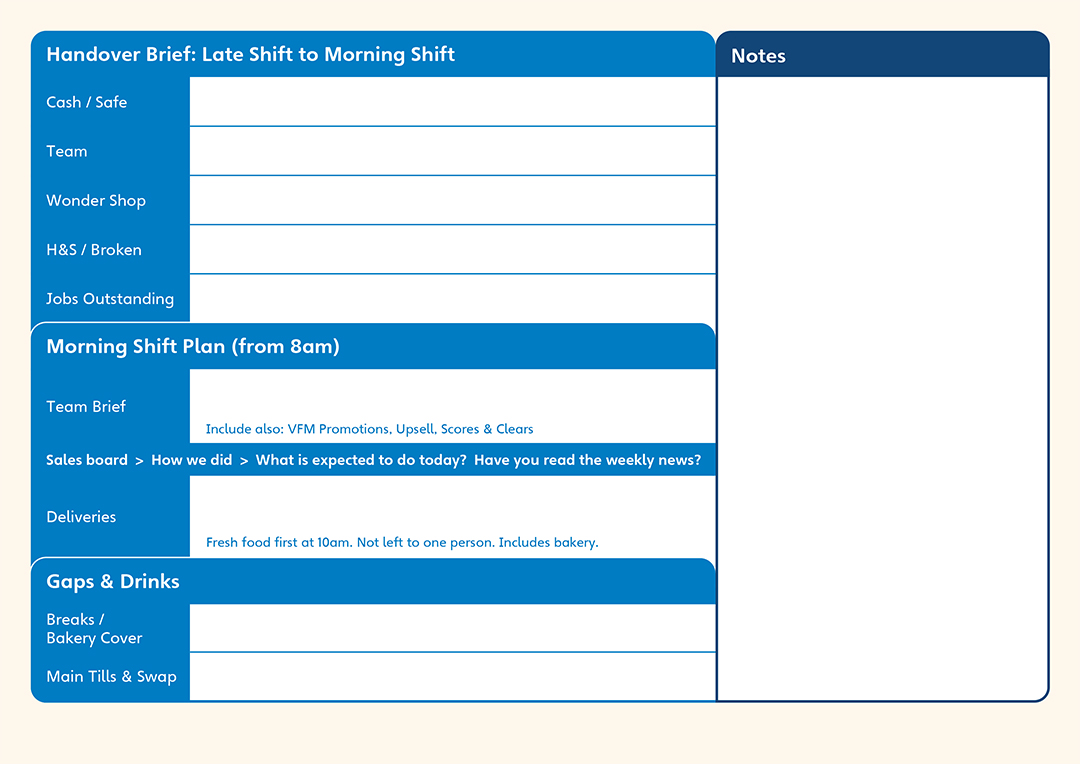 Handover Brief: Late Shift to Morning Shift
Notes
Cash / Safe
Team
Wonder Shop
H&S / Broken
Jobs Outstanding
Morning Shift Plan (from 8am)
Team Brief
Include also: VFM Promotions, Upsell, Scores & Clears
Sales board > How we did > What is expected to do today? Have you read the weekly news?
Deliveries
Fresh food first at 10am. Not left to one person. Includes bakery.
Gaps & Drinks
Breaks /
Bakery Cover
Main Tills & Swap